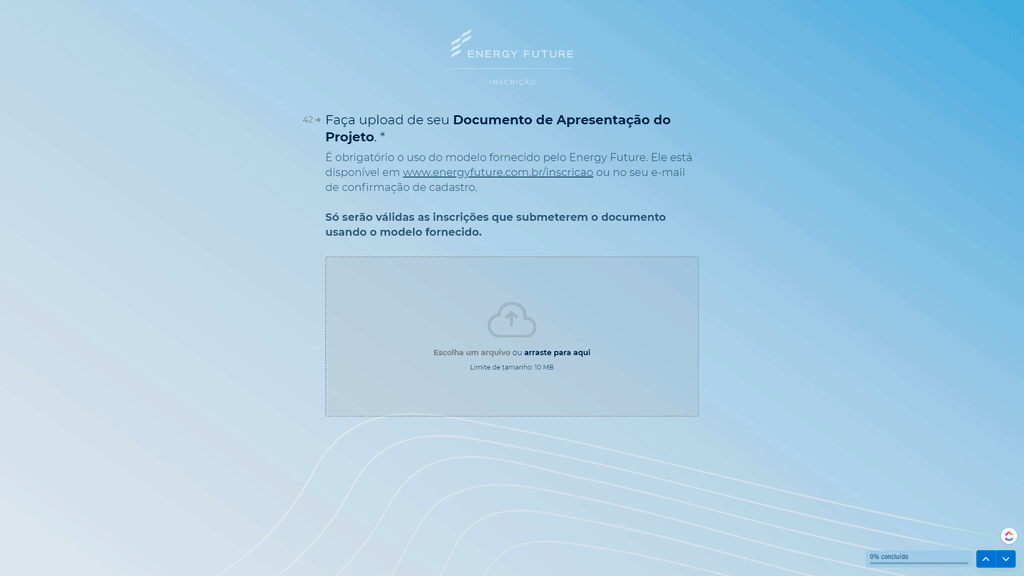 ENERGY FUTURE
INSCRIÇÃO
42
Faça upload de seu Documento de Apresentação do
Projeto. *
É obrigatório o uso do modelo fornecido pelo Energy Future. Ele está
disponível em www.energyfuture.com.br/inscricao ou no seu e-mail
de confirmação de cadastro.
Só serão válidas as inscrições que submeterem o documento
usando o modelo fornecido.
Escolha um arquivo ou arraste para aqui
Limite de tamanho: 10 MB
0% concluído